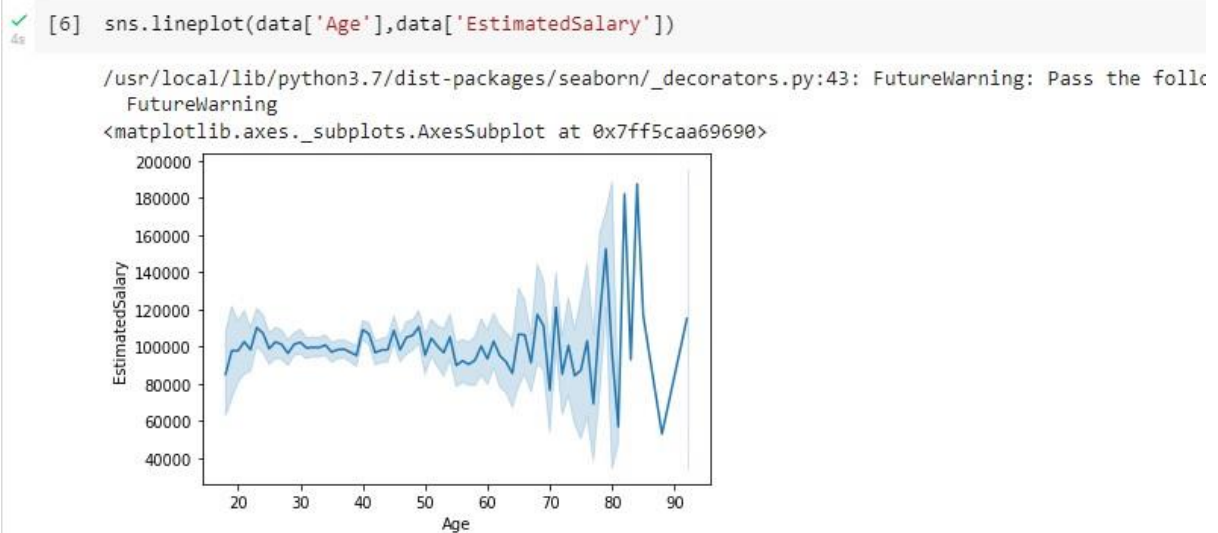 [6] sns.lineplot(data['Age'],data['EstimatedSalary'])
4s
/usr/local/lib/python3.7/dist-packages/seaborn/_decorators.py:43: FutureWarning: Pass the
FutureWarning
<matplotlib.axes._subplots.AxesSubplot at 0x7ff5caa69690>
200000
180000
160000
140000
120000
100000
80000
60000
40000
EstimatedSalary
20 30 40 50 60 70 80 90
Age